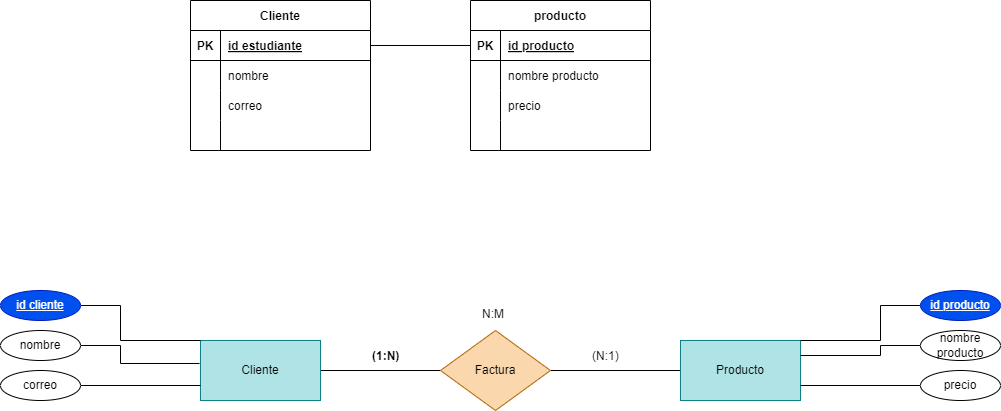 Cliente
PK id estudiante
nombre
correo
producto
PK id producto
nombre producto
precio
id cliente
nombre
correo
Cliente
(1:N)
N:M
Factura
(N:1)
Producto
id producto
nombre
producto
precio